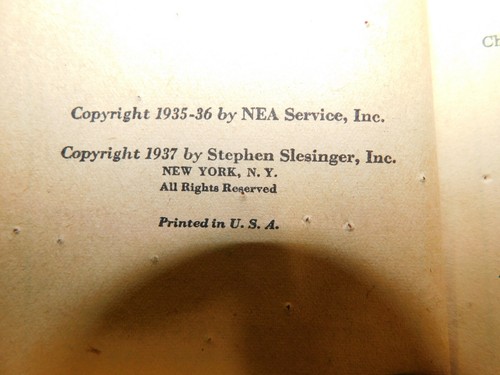 Copyright 1935-36 by NEA Service, Inc.
Copyright 1937 by Stephen Slesinger, Inc.
NEW YORK, N. Y.
All Rights Reserved
Printed in U. S. A.
Ch